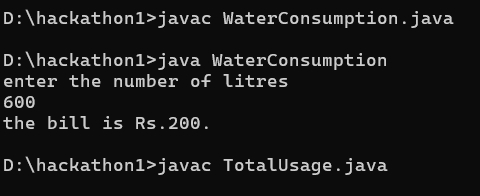 D:\hackathon1>javac WaterConsumption.java
D:\hackathon1>java WaterConsumption
enter the number of litres
600
the bill is Rs.200.
D:\hackathon1>javac TotalUsage.java